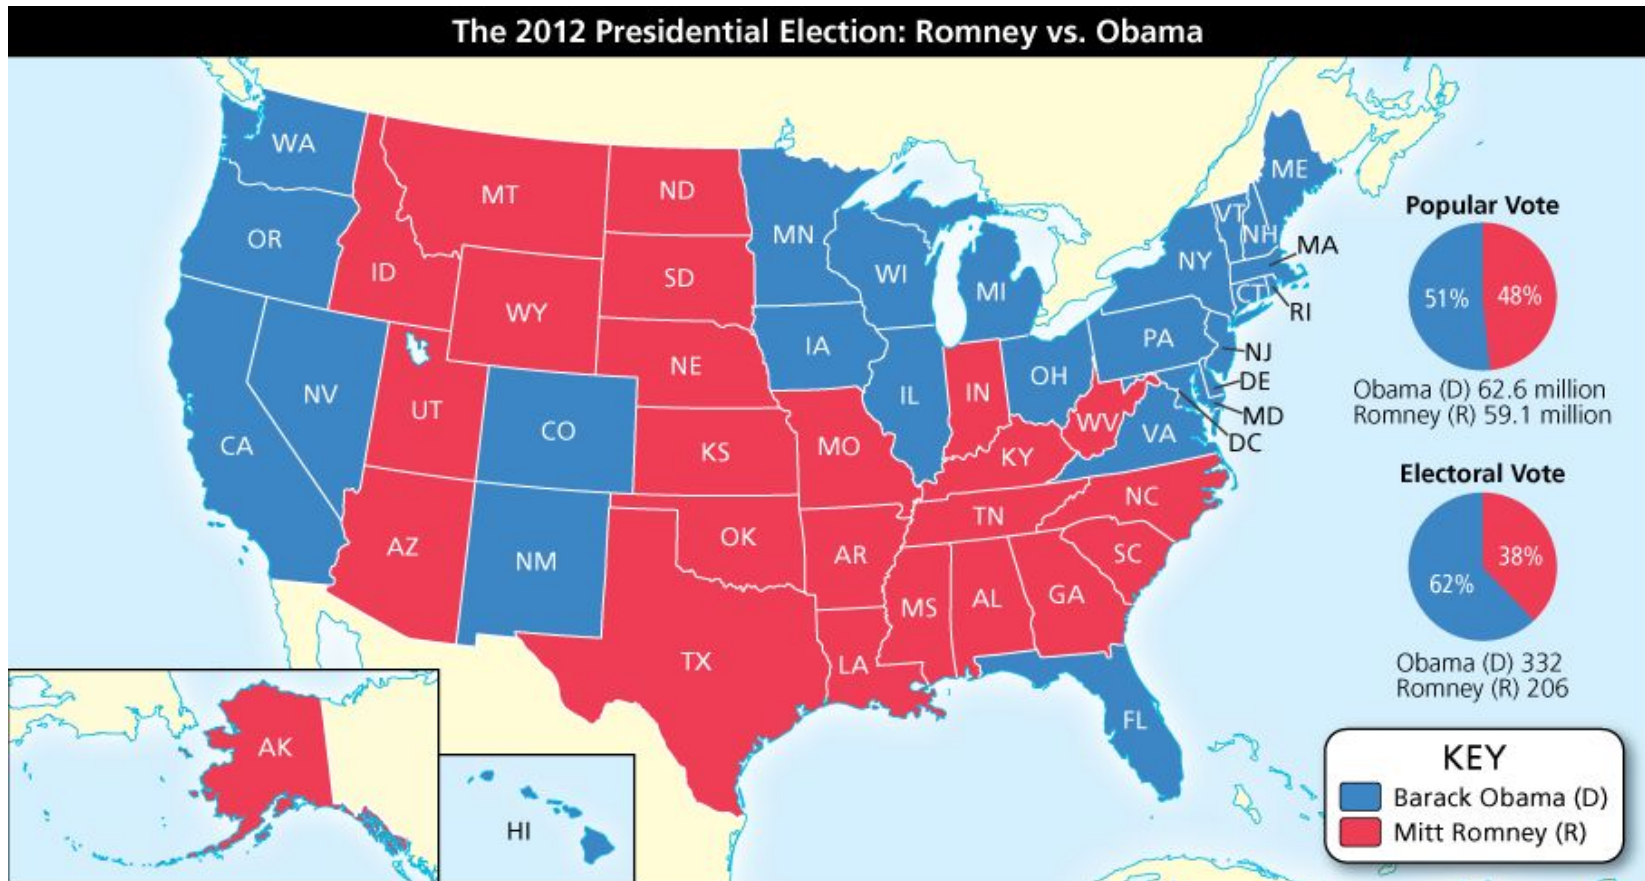 The 2012 Presidential Election: Romney vs. Obama
WA
MT
ND
MN
ME
VT
NH
OR
ID
WY
SD
WI
MI
NY
MA
CT
RI
NE
IA
PA
NJ
NV
UT
CO
IL
IN
OH
DE
MD
DC
CA
KS
MO
KY
WV
VA
AZ
NM
OK
AR
TN
NC
SC
MS
AL
GA
TX
LA
FL
AK
HI
Popular Vote
51%
48%
Obama (D) 62.6 million
Romney (R) 59.1 million
Electoral Vote
38%
62%
Obama (D) 332
Romney (R) 206
KEY
Barack Obama (D)
Mitt Romney (R)